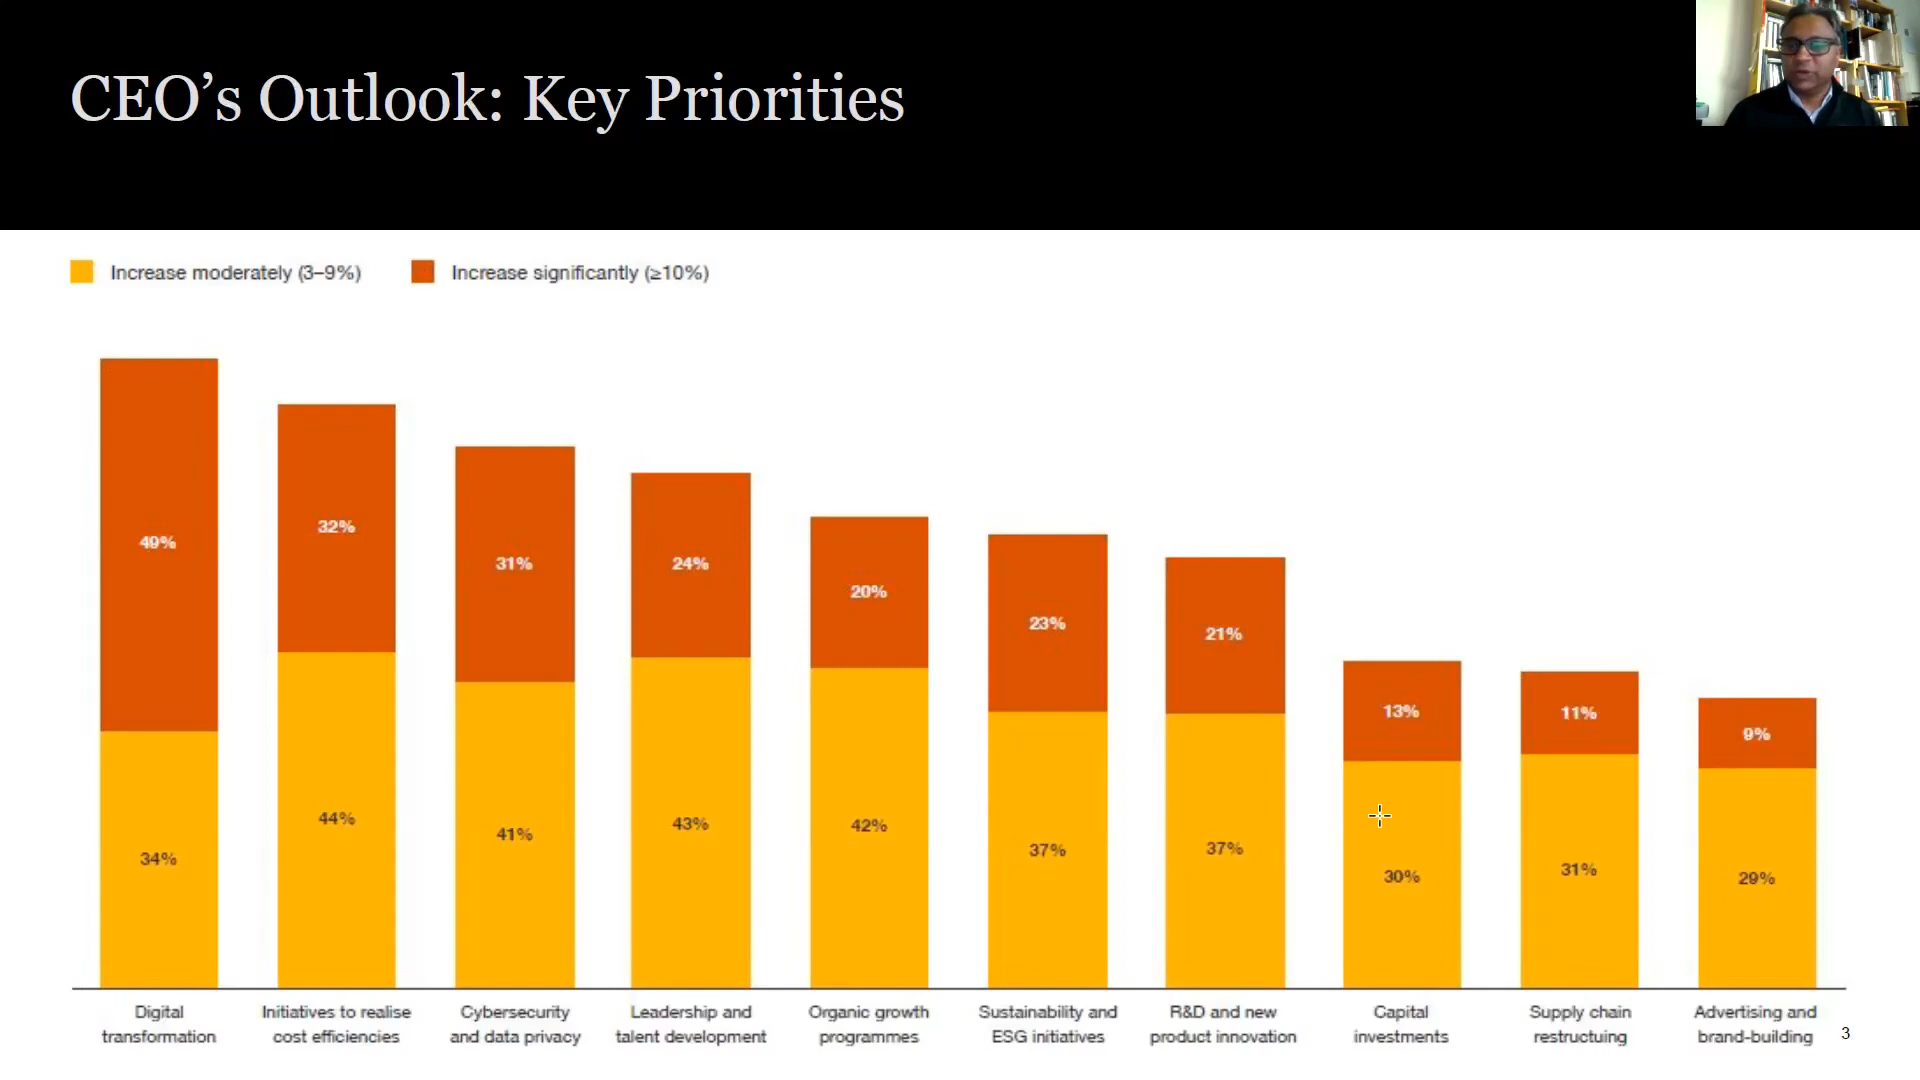 CEO’s Outlook: Key Priorities
Increase moderately (3–9%) Increase significantly (≥10%)
49% 32% 31% 24% 20% 23% 21% 13% 11% 9%
34% 44% 41% 43% 42% 37% 37% 30% 31% 29%
Digital transformation
Initiatives to realise cost efficiencies
Cybersecurity and data privacy
Leadership and talent development
Organic growth programmes
Sustainability and ESG initiatives
R&D and new product innovation
Capital investments
Supply chain restructuing
Advertising and brand-building
3